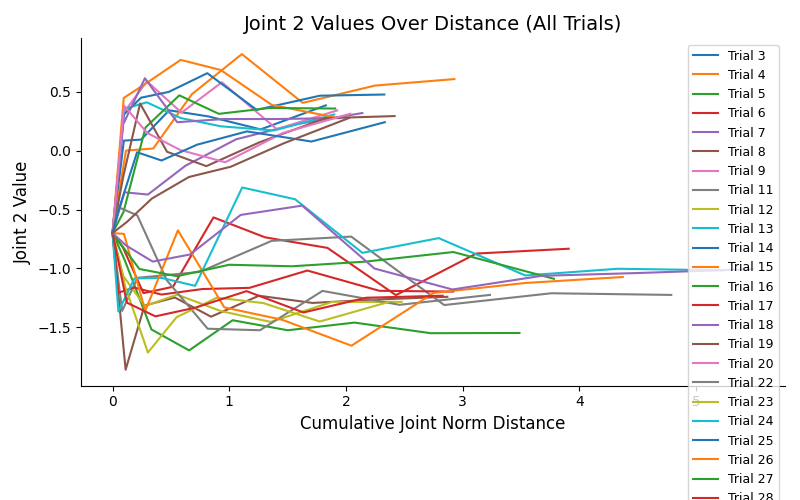 Joint 2 Values Over Distance (All Trials)
Joint 2 Value
0.5
0.0
−0.5
−1.0
−1.5
0 1 2 3 4 5
Cumulative Joint Norm Distance
Trial 3
Trial 4
Trial 5
Trial 6
Trial 7
Trial 8
Trial 9
Trial 11
Trial 12
Trial 13
Trial 14
Trial 15
Trial 16
Trial 17
Trial 18
Trial 19
Trial 20
Trial 22
Trial 23
Trial 24
Trial 25
Trial 26
Trial 27
Trial 28